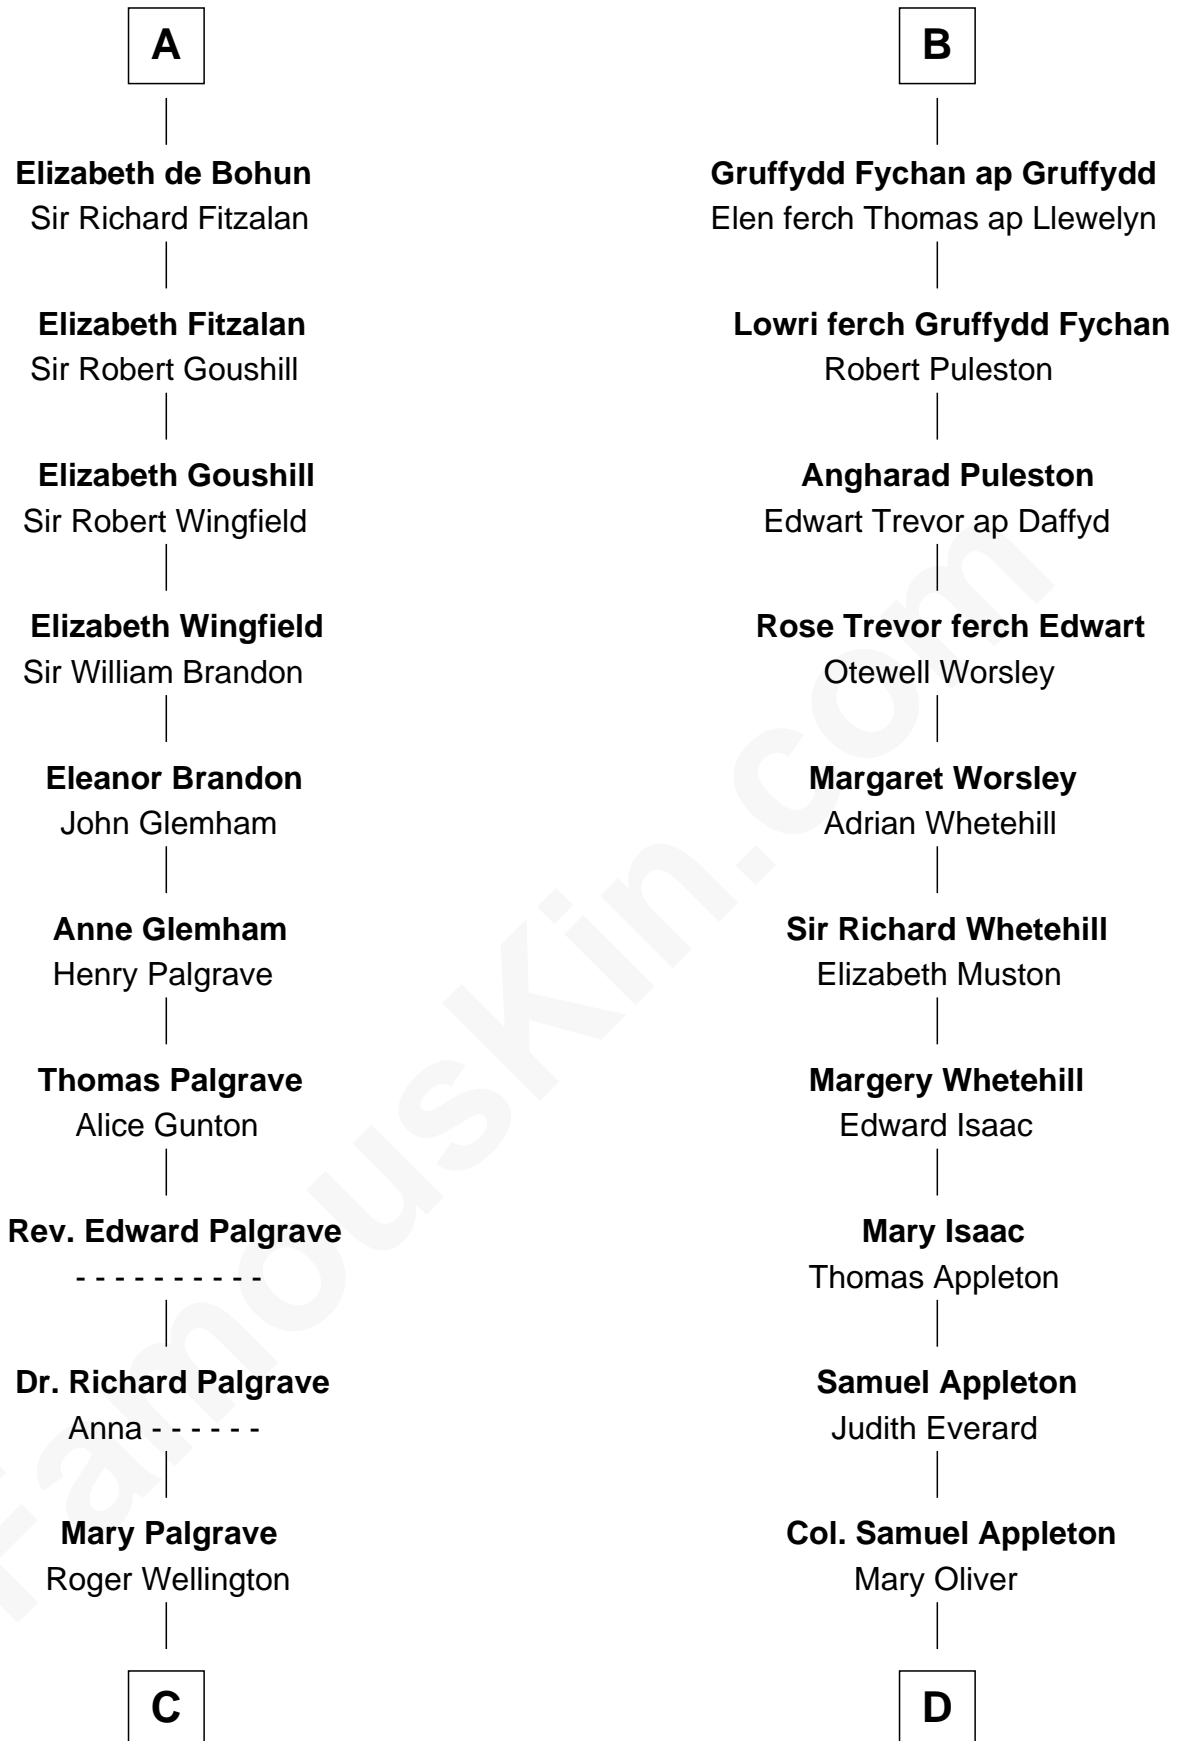 A
Elizabeth de Bohun
Sir Richard Fitzalan
Elizabeth Fitzalan
Sir Robert Goushill
Elizabeth Goushill
Sir Robert Wingfield
Elizabeth Wingfield
Sir William Brandon
Eleanor Brandon
John Glemham
Anne Glemham
Henry Palgrave
Thomas Palgrave
Alice Gunton
Rev. Edward Palgrave
- - - - - - - - - -
Dr. Richard Palgrave
Anna - - - - - -
Mary Palgrave
Roger Wellington
C
B
Gruffydd Fychan ap Gruffydd
Elen ferch Thomas ap Llewelyn
Lowri ferch Gruffydd Fychan
Robert Puleston
Angharad Puleston
Edwart Trevor ap Daffyd
Rose Trevor ferch Edwart
Otewell Worsley
Margaret Worsley
Adrian Whetehill
Sir Richard Whetehill
Elizabeth Muston
Margery Whetehill
Edward Isaac
Mary Isaac
Thomas Appleton
Samuel Appleton
Judith Everard
Col. Samuel Appleton
Mary Oliver
D
FamousKin.com